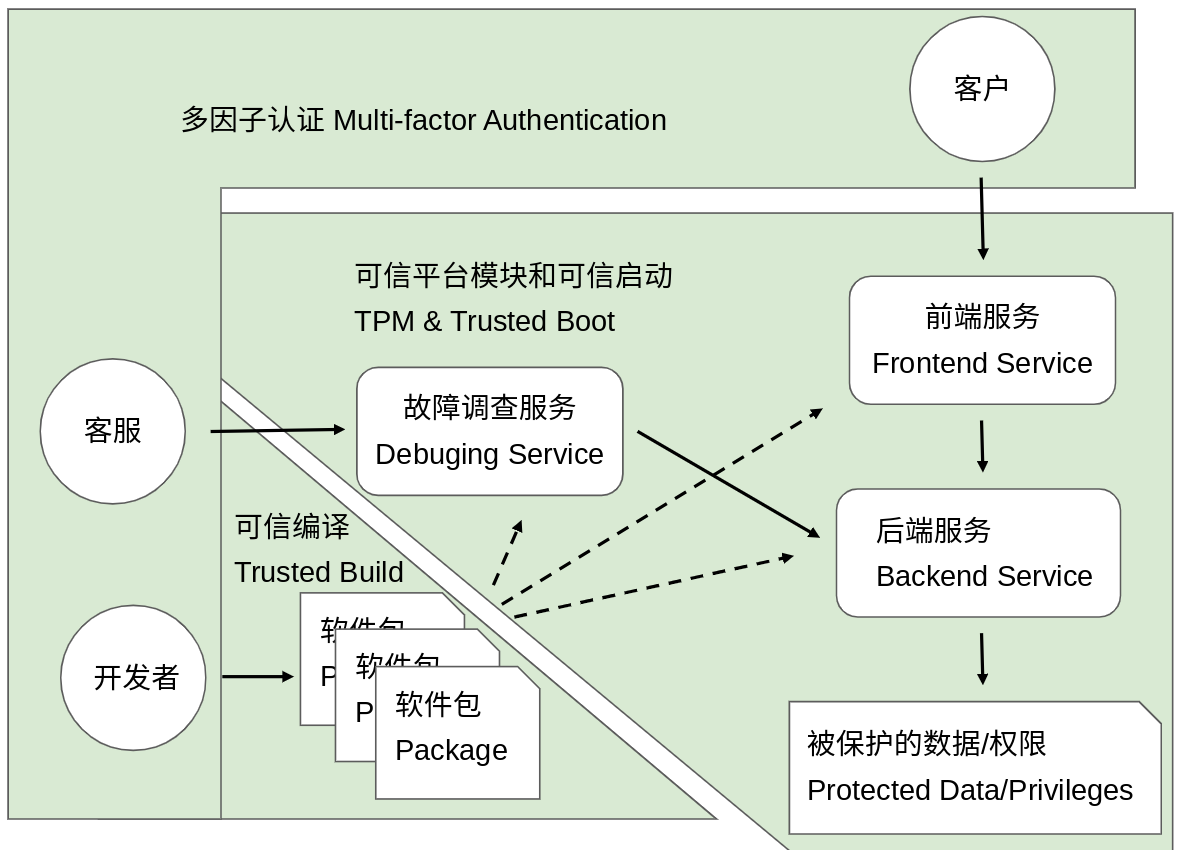 客户
多因子认证 Multi-factor Authentication
可信平台模块和可信启动
TPM & Trusted Boot
前端服务
Frontend Service
客服
故障调查服务
Debuging Service
可信编译
Trusted Build
后端服务
Backend Service
开发者
软件包
P
软件包
P
软件包
Package
被保护的数据/权限
Protected Data/Privileges